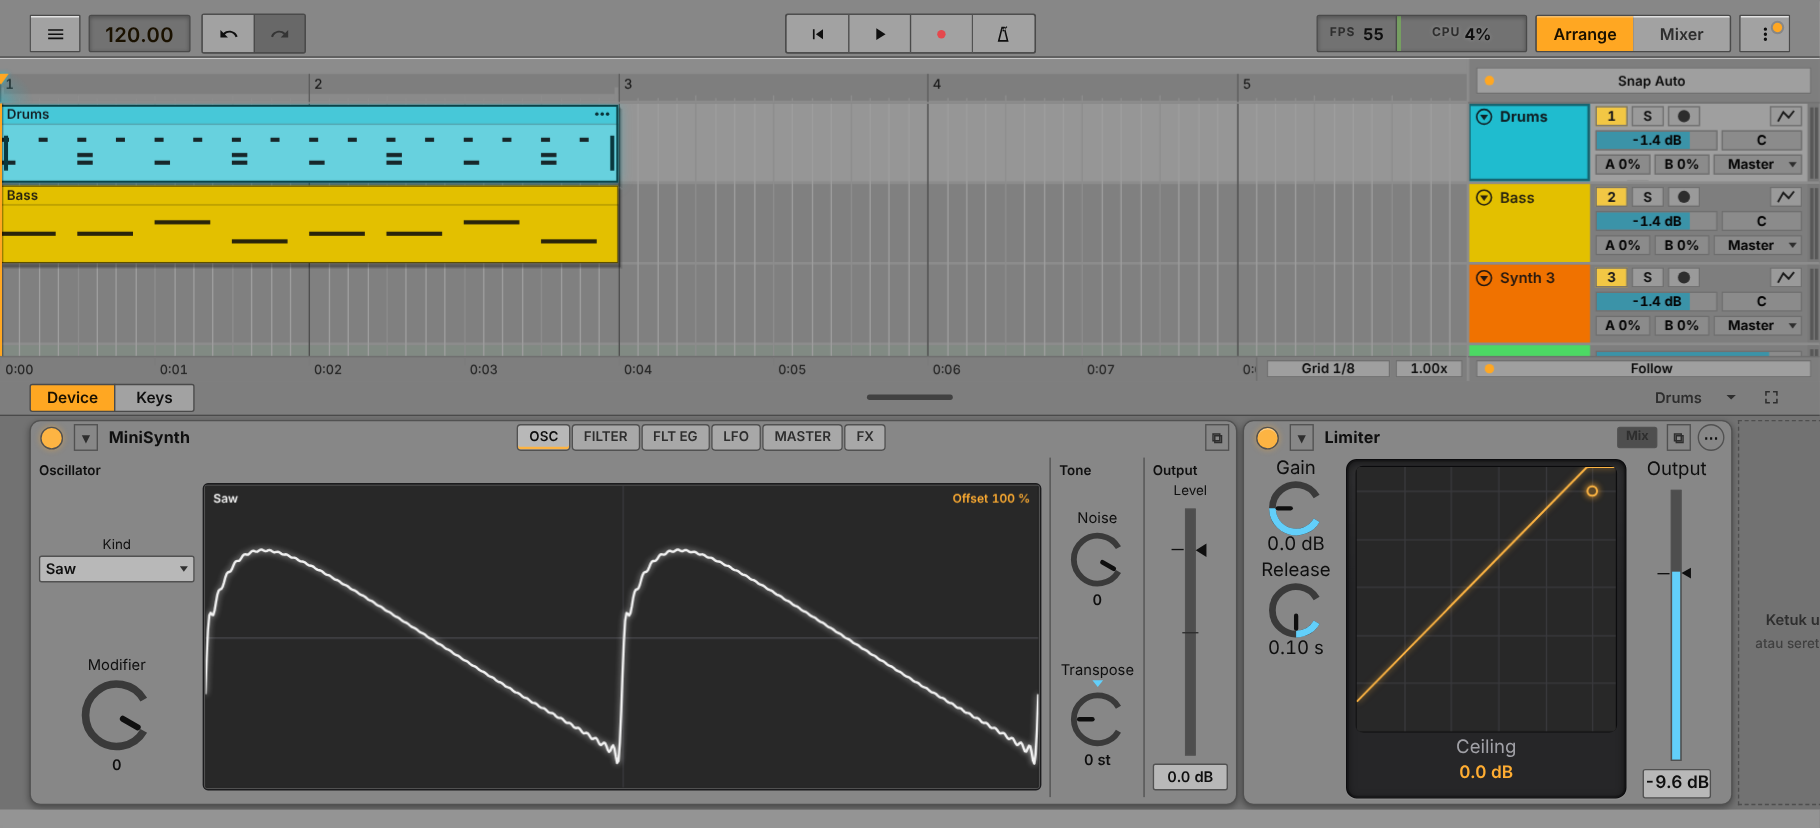 120.00
FPS 55 CPU 4%
Arrange Mixer
1 2 3 4 5
Snap Auto
Drums
Drums 1 S
-1.4 dB C
A 0% B 0% Master
Bass
Bass 2 S
-1.4 dB C
A 0% B 0% Master
Synth 3 3 S
-1.4 dB C
A 0% B 0% Master
0:00 0:01 0:02 0:03 0:04 0:05 0:06 0:07
Grid 1/8 1.00x
Follow
Device Keys
Drums
MiniSynth
OSC FILTER FLT EG LFO MASTER FX
Oscillator
Saw Offset 100 %
Kind
Saw
Modifier
0
Tone
Noise
0
Transpose
0 st
Output
Level
0.0 dB
Limiter
Mix
Gain
0.0 dB
Release
0.10 s
Ceiling
0.0 dB
Output
-9.6 dB
Ketuk u
atau seret